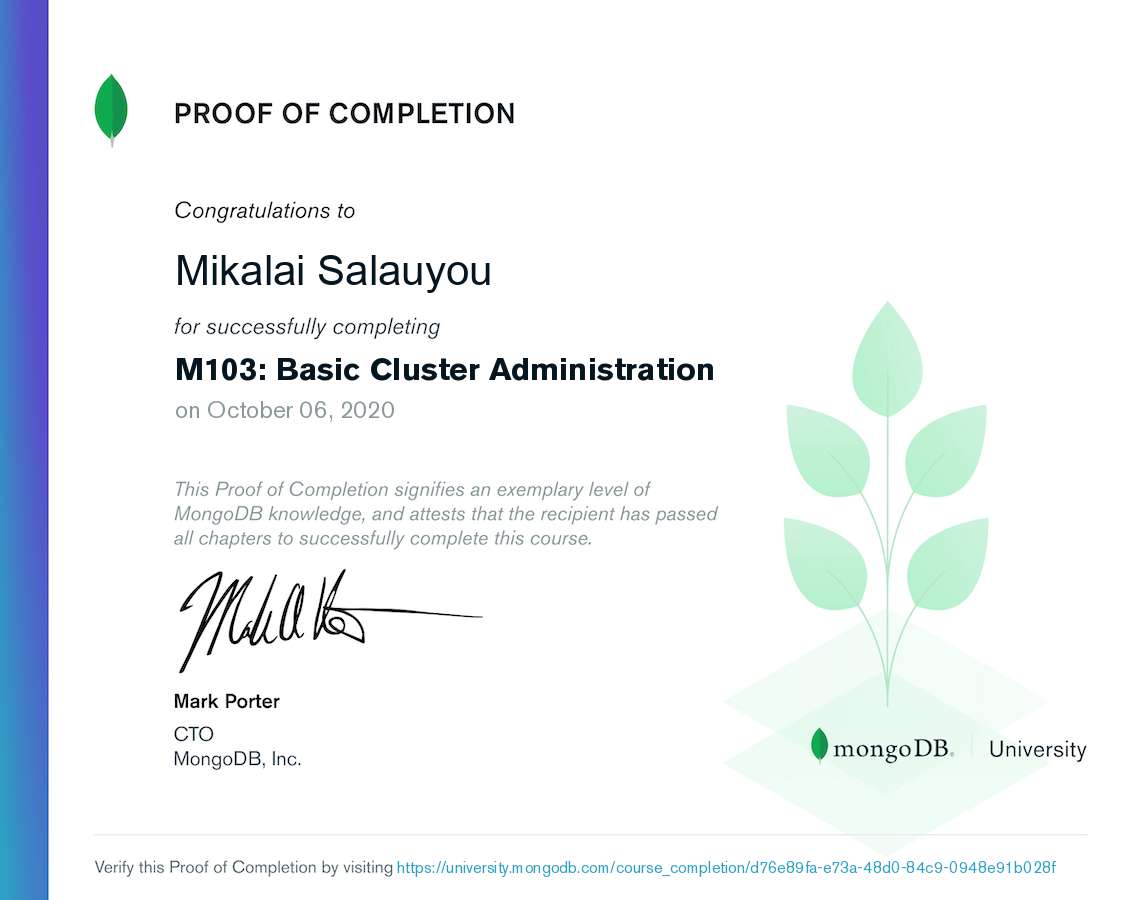 PROOF OF COMPLETION
Congratulations to
Mikalai Salauyou
for successfully completing
M103: Basic Cluster Administration
on October 06, 2020
This Proof of Completion signifies an exemplary level of
MongoDB knowledge, and attests that the recipient has passed
all chapters to successfully complete this course.
Mark Porter
CTO
MongoDB, Inc.
mongoDB® University
Verify this Proof of Completion by visiting https://university.mongodb.com/course_completion/d76e89fa-e73a-48d0-84c9-0948e91b028f